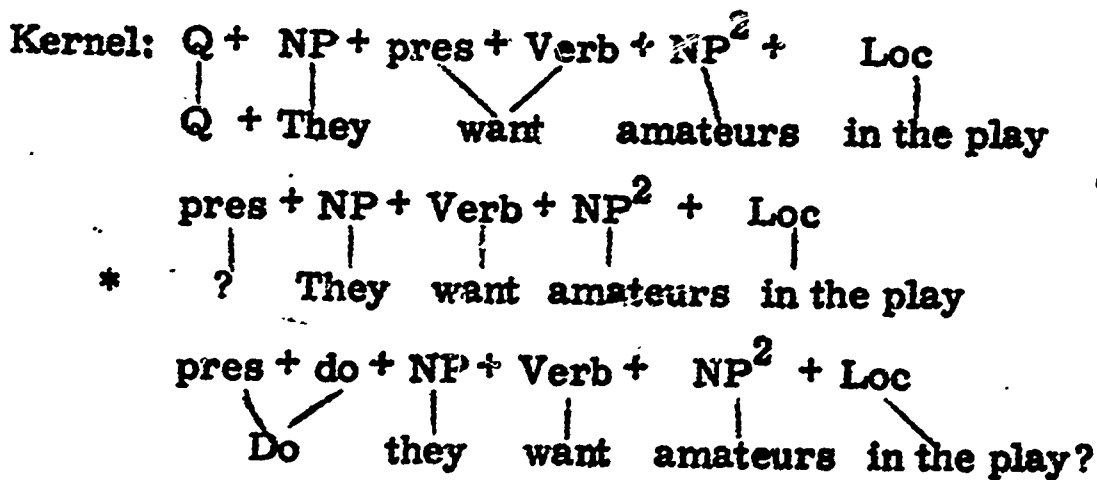 Kernel: Q + NP + pres + Verb + NP² + Loc
Q + They want amateurs in the play
pres + NP + Verb + NP² + Loc
* ? They want amateurs in the play
pres + do + NP + Verb + NP² + Loc
Do they want amateurs in the play?